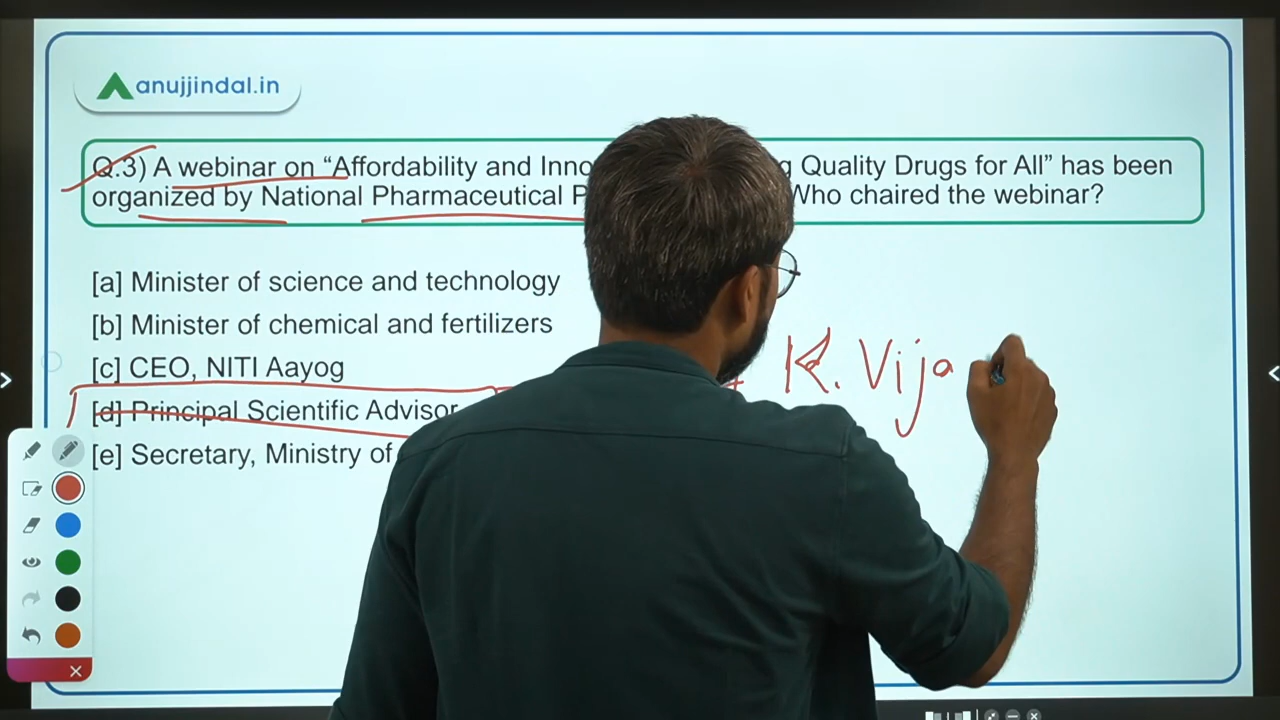 anujjindal.in
Q.3) A webinar on “Affordability and Inno Quality Drugs for All” has been
organized by National Pharmaceutical P Who chaired the webinar?
[a] Minister of science and technology
[b] Minister of chemical and fertilizers
[c] CEO, NITI Aayog
[d] Principal Scientific Advisor
[e] Secretary, Ministry of
K. Vija